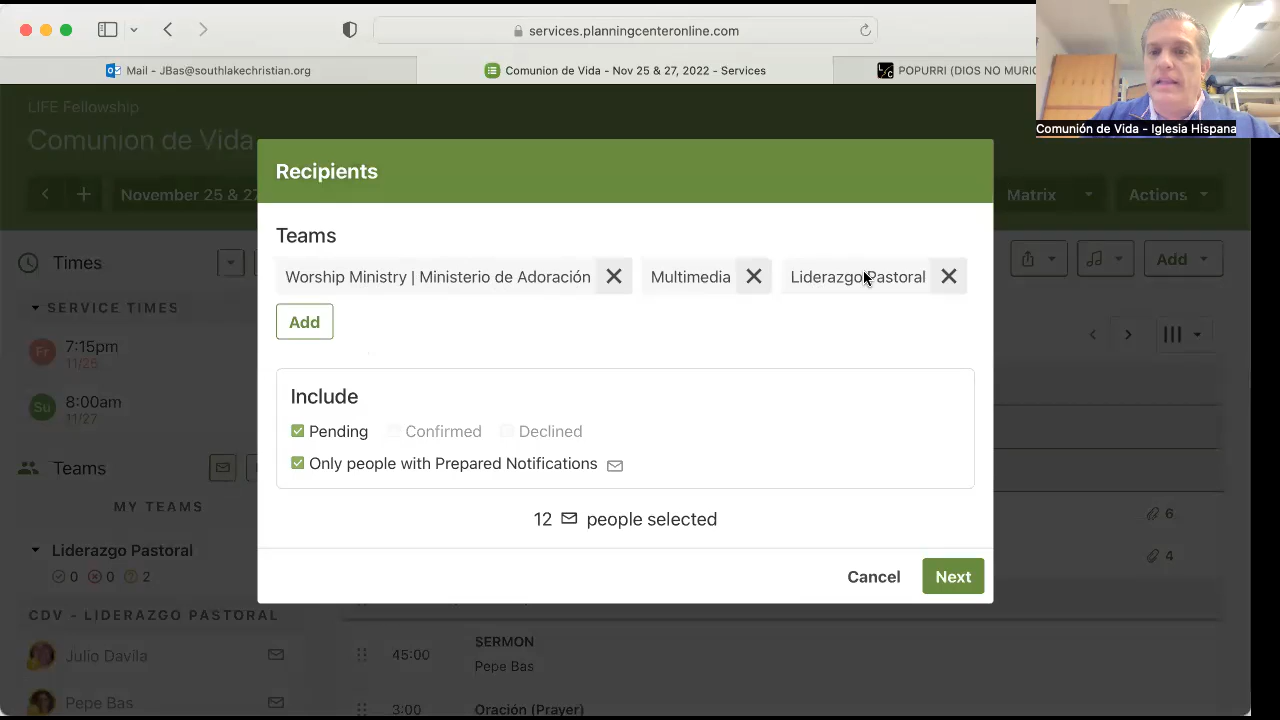 services.planningcenteronline.com
Mail - JBas@southlakechristian.org
Comunion de Vida - Nov 25 & 27, 2022 - Services
POPURRI (DIOS NO MURIO
Comunión de Vida - Iglesia Hispana
LIFE Fellowship
Comunion de Vida
November 25 & 27
Matrix
Actions
Recipients
Teams
Worship Ministry | Ministerio de Adoración
Multimedia
Liderazgo Pastoral
Add
Include
Pending Confirmed Declined
Only people with Prepared Notifications
12 people selected
Cancel
Next
Times
SERVICE TIMES
Fr 7:15pm
11/25
Su 8:00am
11/27
Teams
MY TEAMS
Liderazgo Pastoral
0 0 2
CDV - LIDERAZGO PASTORAL
Julio Davila
Pepe Bas
Add
6
4
45:00 SERMON
Pepe Bas
3:00 Oración (Prayer)